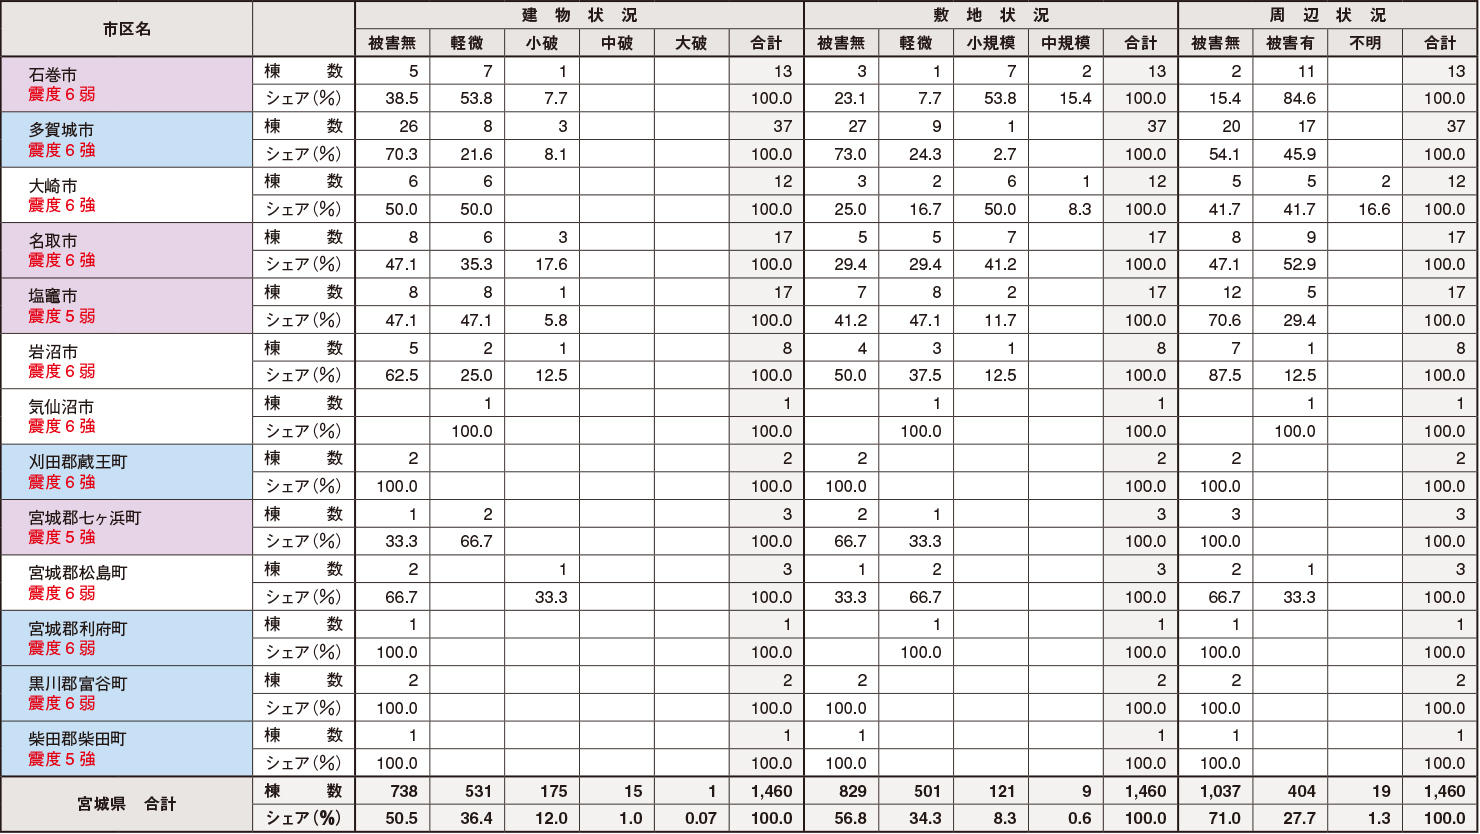 市区名 建物状況 敷地状況 周辺状況
被害無 軽微 小破 中破 大破 合計 被害無 軽微 小規模 中規模 合計 被害無 被害有 不明 合計
石巻市 棟数 5 7 1 13 3 1 7 2 13 2 11 13
震度6弱 シェア(%) 38.5 53.8 7.7 100.0 23.1 7.7 53.8 15.4 100.0 15.4 84.6 100.0
多賀城市 棟数 26 8 3 37 27 9 1 37 20 17 37
震度6強 シェア(%) 70.3 21.6 8.1 100.0 73.0 24.3 2.7 100.0 54.1 45.9 100.0
大崎市 棟数 6 6 12 3 2 6 1 12 5 5 2 12
震度6強 シェア(%) 50.0 50.0 100.0 25.0 16.7 50.0 8.3 100.0 41.7 41.7 16.6 100.0
名取市 棟数 8 6 3 17 5 5 7 17 8 9 17
震度6強 シェア(%) 47.1 35.3 17.6 100.0 29.4 29.4 41.2 100.0 47.1 52.9 100.0
塩竈市 棟数 8 8 1 17 7 8 2 17 12 5 17
震度5弱 シェア(%) 47.1 47.1 5.8 100.0 41.2 47.1 11.7 100.0 70.6 29.4 100.0
岩沼市 棟数 5 2 1 8 4 3 1 8 7 1 8
震度6弱 シェア(%) 62.5 25.0 12.5 100.0 50.0 37.5 12.5 100.0 87.5 12.5 100.0
気仙沼市 棟数 1 1 1 1 1 1
震度6強 シェア(%) 100.0 100.0 100.0 100.0 100.0 100.0
刈田郡蔵王町 棟数 2 2 2 2 2 2
震度6強 シェア(%) 100.0 100.0 100.0 100.0 100.0 100.0
宮城郡七ヶ浜町 棟数 1 2 3 2 1 3 3 3
震度5強 シェア(%) 33.3 66.7 100.0 66.7 33.3 100.0 100.0 100.0
宮城郡松島町 棟数 2 1 3 1 2 3 2 1 3
震度6弱 シェア(%) 66.7 33.3 100.0 33.3 66.7 100.0 66.7 33.3 100.0
宮城郡利府町 棟数 1 1 1 1 1 1
震度6弱 シェア(%) 100.0 100.0 100.0 100.0 100.0 100.0
黒川郡富谷町 棟数 2 2 2 2 2 2
震度6弱 シェア(%) 100.0 100.0 100.0 100.0 100.0 100.0
柴田郡柴田町 棟数 1 1 1 1 1 1
震度5強 シェア(%) 100.0 100.0 100.0 100.0 100.0 100.0
宮城県 合計 棟数 738 531 175 15 1 1,460 829 501 121 9 1,460 1,037 404 19 1,460
シェア(%) 50.5 36.4 12.0 1.0 0.07 100.0 56.8 34.3 8.3 0.6 100.0 71.0 27.7 1.3 100.0